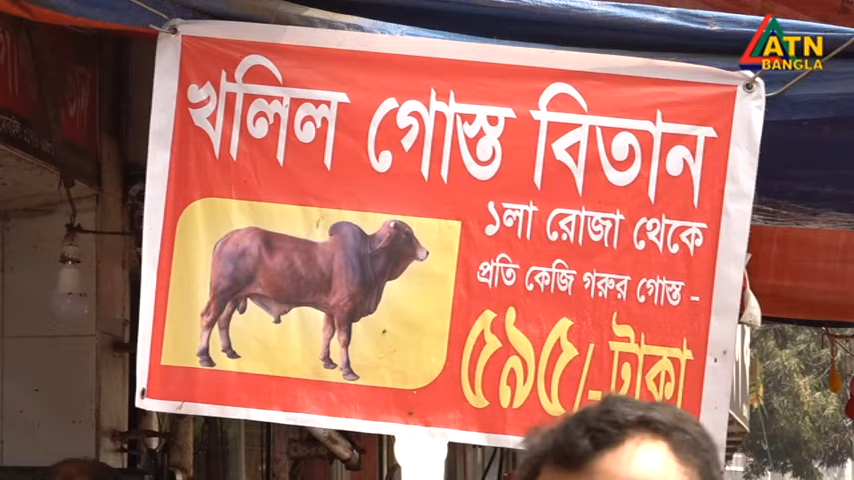 ATN
BANGLA
খলিল গোস্ত বিতান
১লা রোজা থেকে
প্রতি কেজি গরুর গোস্ত -
৫৯৫/- টাকা